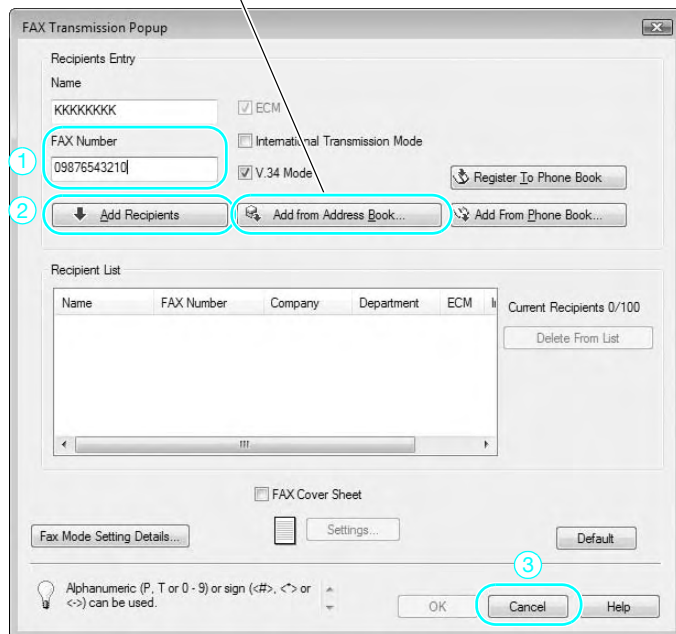 FAX Transmission Popup
Recipients Entry
Name
KKKKKKKK
ECM
FAX Number
International Transmission Mode
1
09876543210
V.34 Mode
Register To Phone Book
2
Add Recipients
Add from Address Book...
Add From Phone Book...
Recipient List
Name FAX Number Company Department ECM
Current Recipients 0/100
Delete From List
FAX Cover Sheet
Fax Mode Setting Details...
Settings...
Default
3
Alphanumeric (P, T or 0 - 9) or sign (<#>, <*> or
<->) can be used.
OK
Cancel
Help